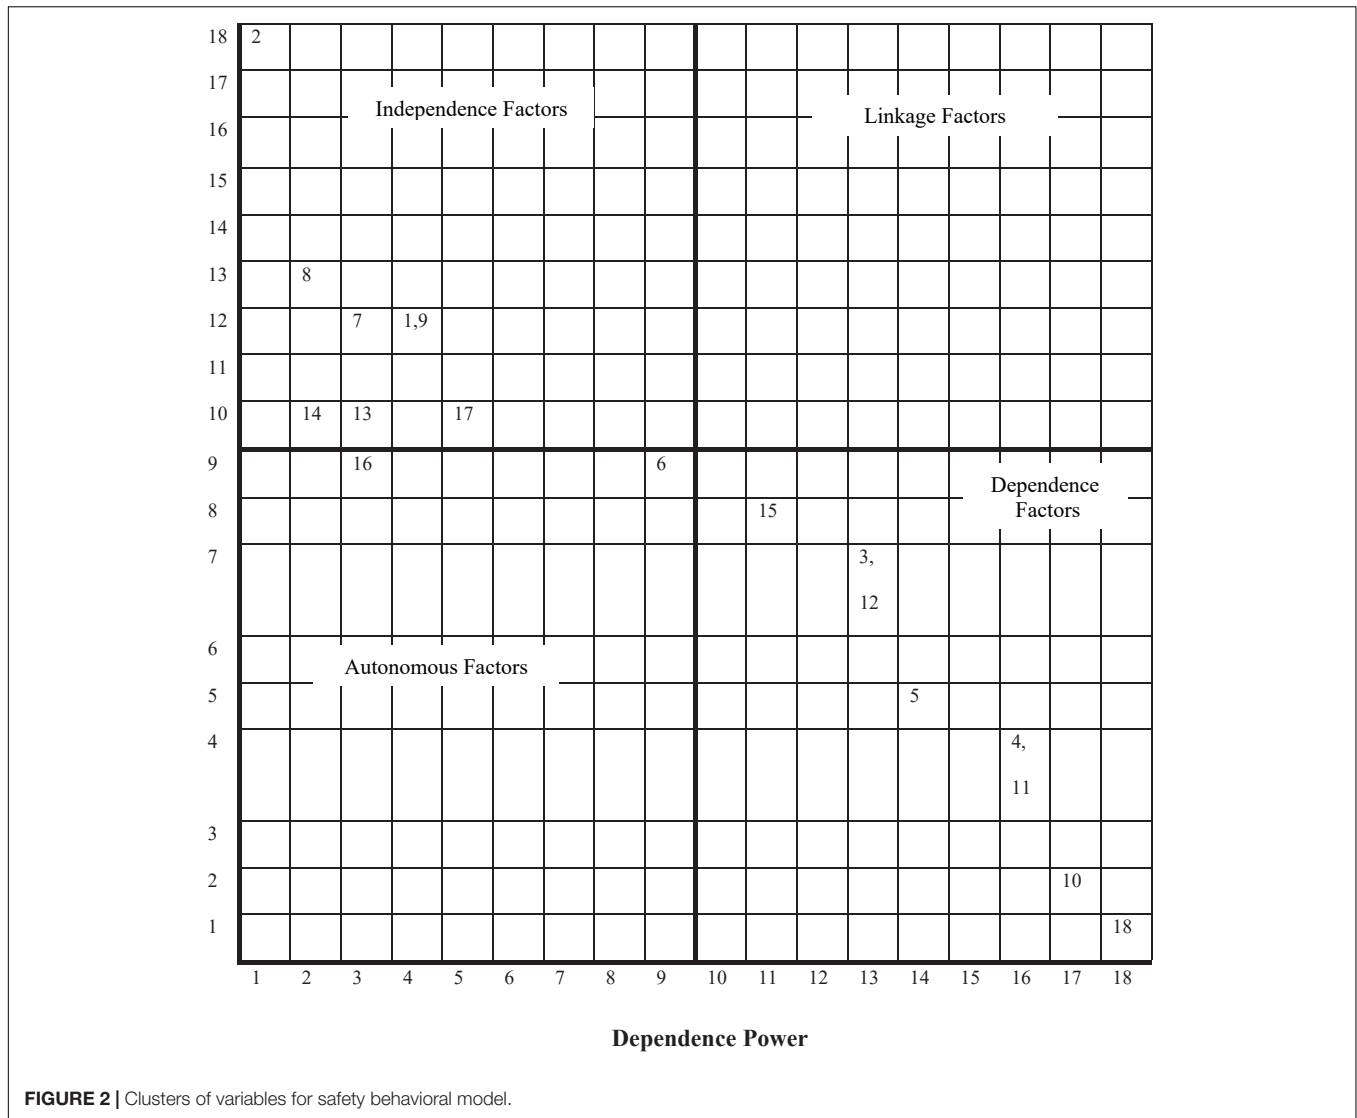 18 2
17
Independence Factors
Linkage Factors
16
15
14
13 8
12 7 1,9
11
10 14 13 17
9 16 6
Dependence
Factors
8 15
7 3,
12
6
Autonomous Factors
5 5
4 4,
11
3
2 10
1 18
1 2 3 4 5 6 7 8 9 10 11 12 13 14 15 16 17 18
Dependence Power
FIGURE 2 | Clusters of variables for safety behavioral model.